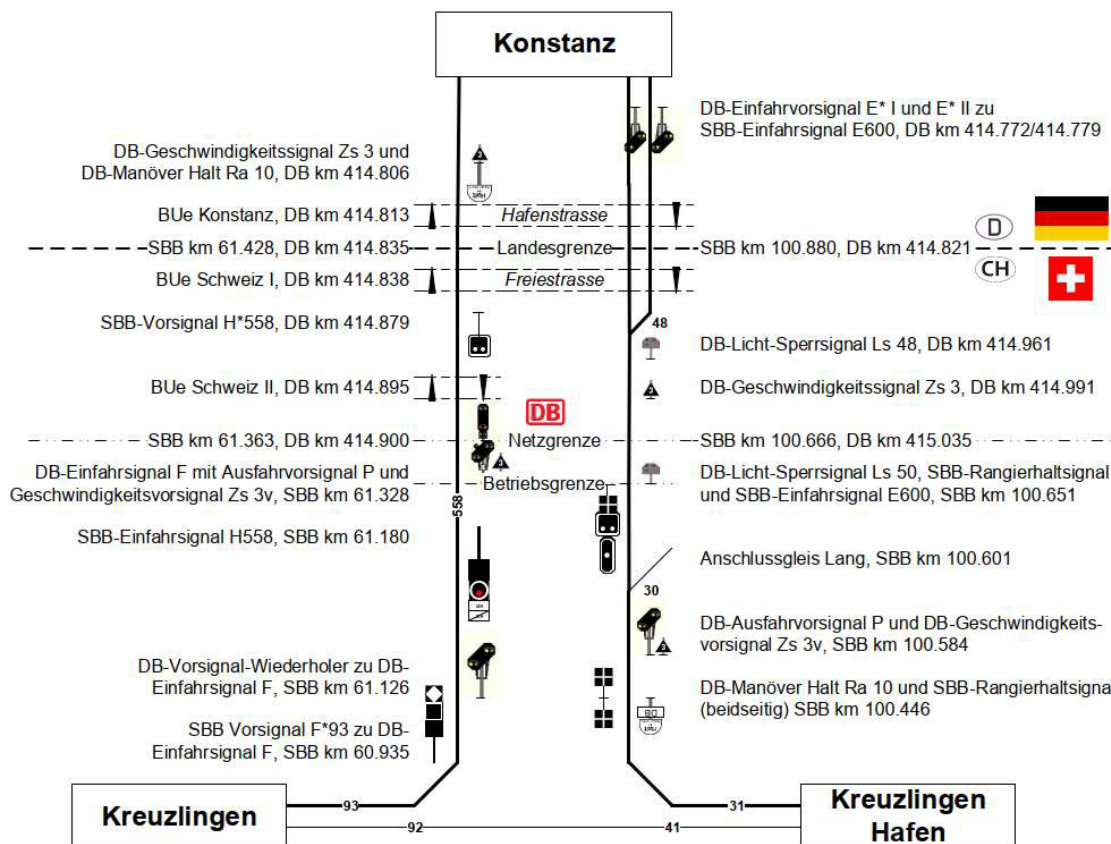 Konstanz
DB-Einfahrvorsignal E* I und E* II zu
SBB-Einfahrsignal E600, DB km 414.772/414.779
DB-Geschwindigkeitssignal Zs 3 und
DB-Manöver Halt Ra 10, DB km 414.806
BUe Konstanz, DB km 414.813
Hafenstrasse
D
SBB km 61.428, DB km 414.835
Landesgrenze
SBB km 100.880, DB km 414.821
CH
BUe Schweiz I, DB km 414.838
Freiestrasse
SBB-Vorsignal H*558, DB km 414.879
48
DB-Licht-Sperrsignal Ls 48, DB km 414.961
BUe Schweiz II, DB km 414.895
DB-Geschwindigkeitssignal Zs 3, DB km 414.991
DB
SBB km 61.363, DB km 414.900
Netzgrenze
SBB km 100.666, DB km 415.035
DB-Einfahrsignal F mit Ausfahrvorsignal P und
Geschwindigkeitsvorsignal Zs 3v, SBB km 61.328
Betriebsgrenze
DB-Licht-Sperrsignal Ls 50, SBB-Rangierhaltsignal
und SBB-Einfahrsignal E600, SBB km 100.651
558
SBB-Einfahrsignal H558, SBB km 61.180
Anschlussgleis Lang, SBB km 100.601
30
DB-Ausfahrvorsignal P und DB-Geschwindigkeits-
vorsignal Zs 3v, SBB km 100.584
DB-Vorsignal-Wiederholer zu DB-
Einfahrsignal F, SBB km 61.126
DB-Manöver Halt Ra 10 und SBB-Rangierhaltsigna
(beidseitig) SBB km 100.446
DB
Halt
SBB Vorsignal F*93 zu DB-
Einfahrsignal F, SBB km 60.935
Kreuzlingen
93
92
31
41
Kreuzlingen
Hafen